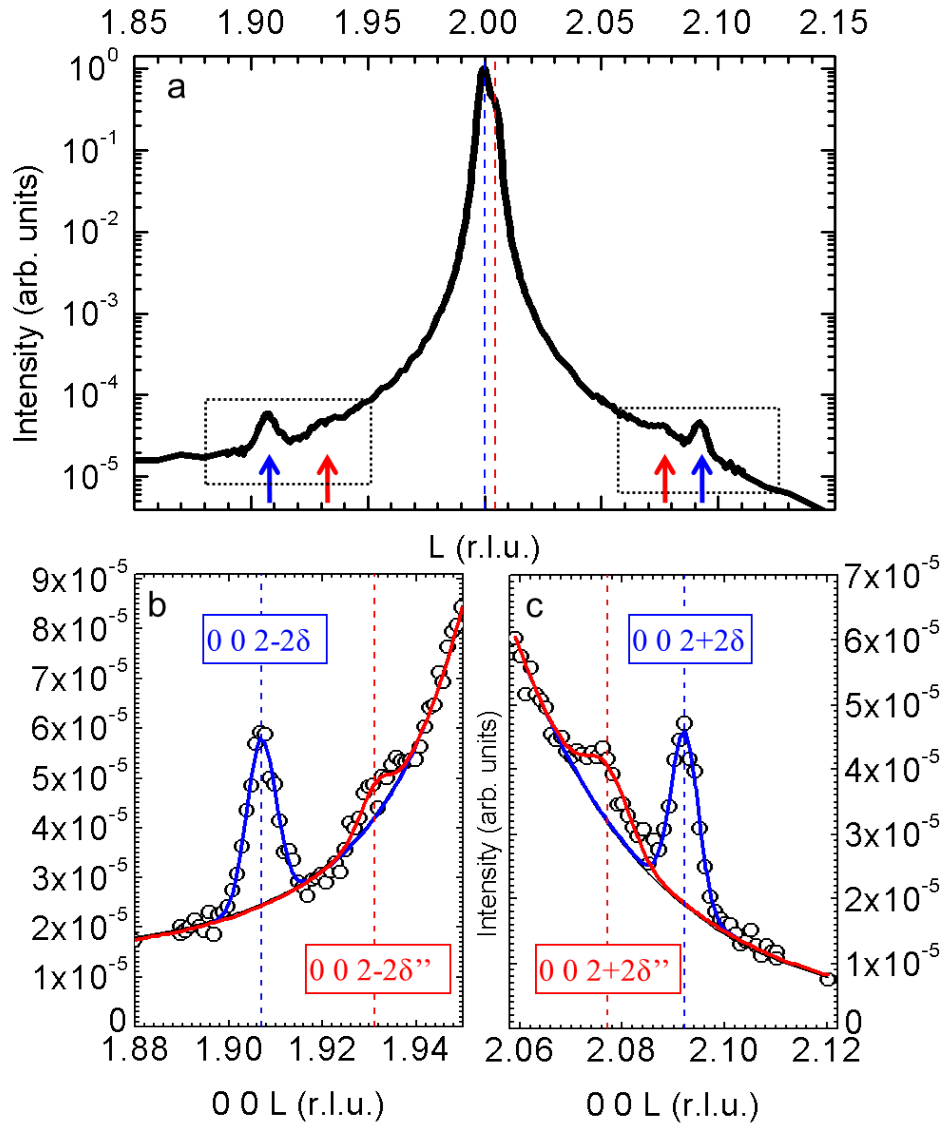 1.85 1.90 1.95 2.00 2.05 2.10 2.15
a
10^0
10^-1
10^-2
10^-3
10^-4
10^-5
Intensity (arb. units)
L (r.l.u.)
b
9x10^-5
8x10^-5
7x10^-5
6x10^-5
5x10^-5
4x10^-5
3x10^-5
2x10^-5
1x10^-5
0
0 0 2-2δ
0 0 2-2δ’’
1.88 1.90 1.92 1.94
0 0 L (r.l.u.)
c
0 0 2+2δ
0 0 2+2δ’’
Intensity (arb. units)
7x10^-5
6x10^-5
5x10^-5
4x10^-5
3x10^-5
2x10^-5
1x10^-5
0
2.06 2.08 2.10 2.12
0 0 L (r.l.u.)